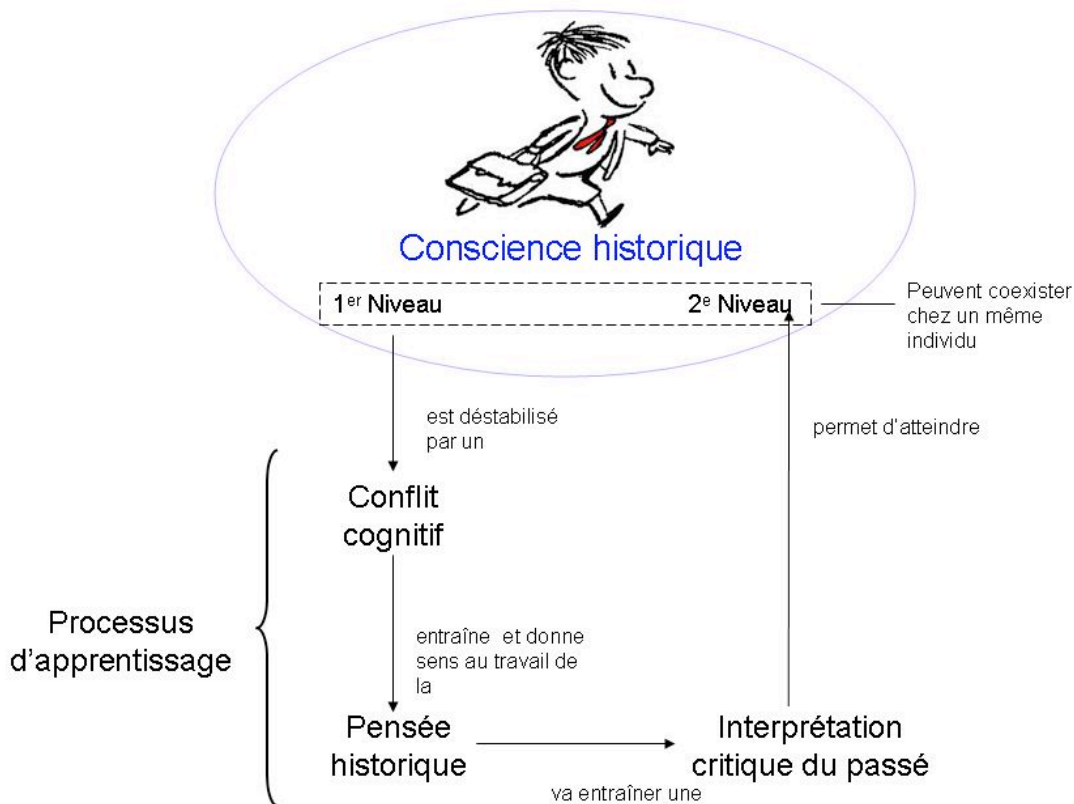 Conscience historique
1er Niveau
2e Niveau
Peuvent coexister
chez un même
individu
est déstabilisé
par un
permet d'atteindre
Conflit
cognitif
Processus
d'apprentissage
entraîne et donne
sens au travail de
la
Pensée
historique
Interprétation
critique du passé
va entraîner une